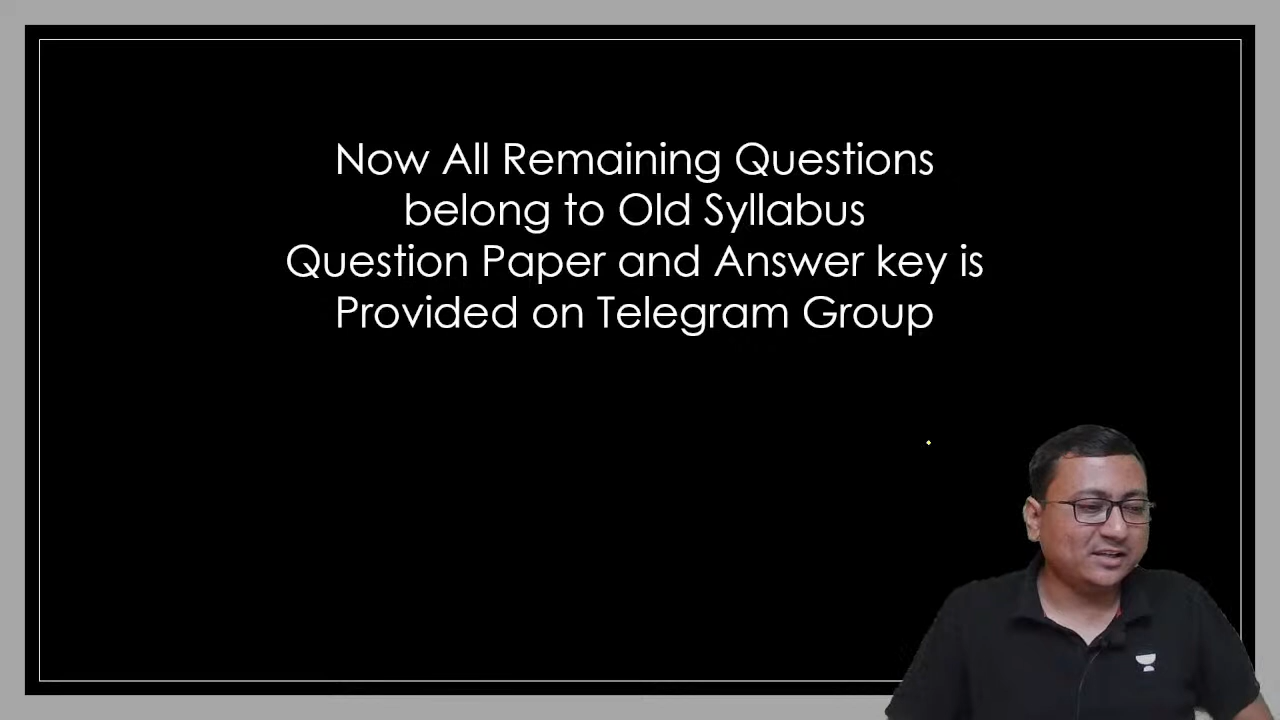 Now All Remaining Questions
belong to Old Syllabus
Question Paper and Answer key is
Provided on Telegram Group